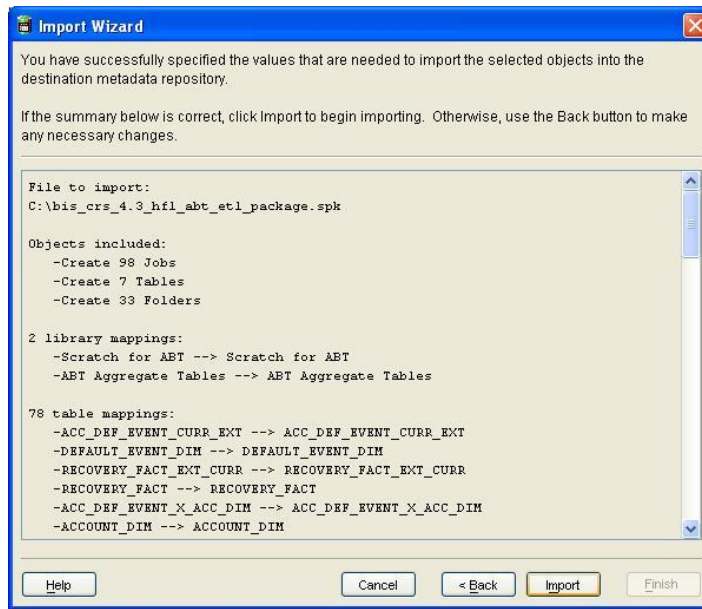 Import Wizard
You have successfully specified the values that are needed to import the selected objects into the
destination metadata repository.
If the summary below is correct, click Import to begin importing. Otherwise, use the Back button to make
any necessary changes.
File to import:
C:\bis_crs_4.3_hf1_abt_etl_package.spk
Objects included:
-Create 98 Jobs
-Create 7 Tables
-Create 33 Folders
2 library mappings:
-Scratch for ABT --> Scratch for ABT
-ABT Aggregate Tables --> ABT Aggregate Tables
78 table mappings:
-ACC_DEF_EVENT_CURR_EXT --> ACC_DEF_EVENT_CURR_EXT
-DEFAULT_EVENT_DIM --> DEFAULT_EVENT_DIM
-RECOVERY_FACT_EXT_CURR --> RECOVERY_FACT_EXT_CURR
-RECOVERY_FACT --> RECOVERY_FACT
-ACC_DEF_EVENT_X_ACC_DIM --> ACC_DEF_EVENT_X_ACC_DIM
-ACCOUNT_DIM --> ACCOUNT_DIM
Help Cancel < Back Import Finish